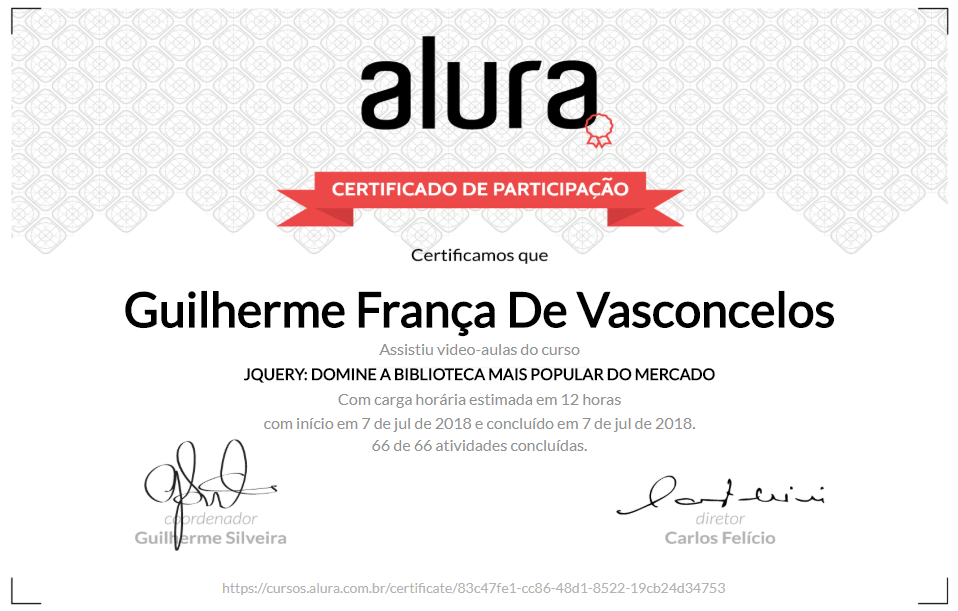 alura
CERTIFICADO DE PARTICIPAÇÃO
Certificamos que
Guilherme França De Vasconcelos
Assistiu video-aulas do curso
JQUERY: DOMINE A BIBLIOTECA MAIS POPULAR DO MERCADO
Com carga horária estimada em 12 horas
com início em 7 de jul de 2018 e concluído em 7 de jul de 2018.
66 de 66 atividades concluídas.
coordenador
Guilherme Silveira
diretor
Carlos Felício
https://cursos.alura.com.br/certificate/83c47fe1-cc86-48d1-8522-19cb24d34753